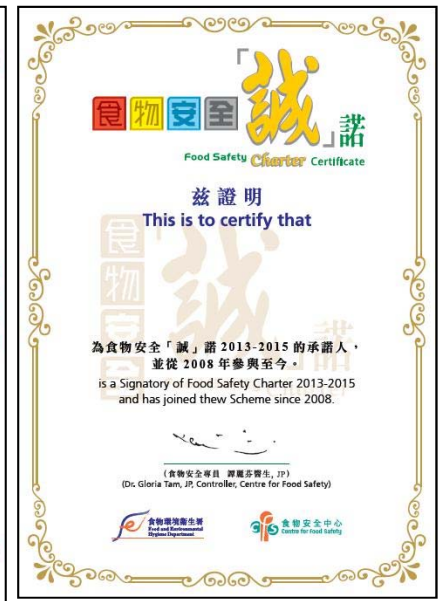 食物安全「誠」諾
Food Safety Charter Certificate
茲證明
This is to certify that
食物安「誠」諾
為食物安全「誠」諾 2013-2015 的承諾人，
並從 2008 年參與至今。
is a Signatory of Food Safety Charter 2013-2015
and has joined thew Scheme since 2008.
(食物安全專員 譚麗芬醫生, JP)
(Dr. Gloria Tam, JP, Controller, Centre for Food Safety)
食物環境衞生署
Food and Environmental
Hygiene Department
食物安全中心
Centre for Food Safety